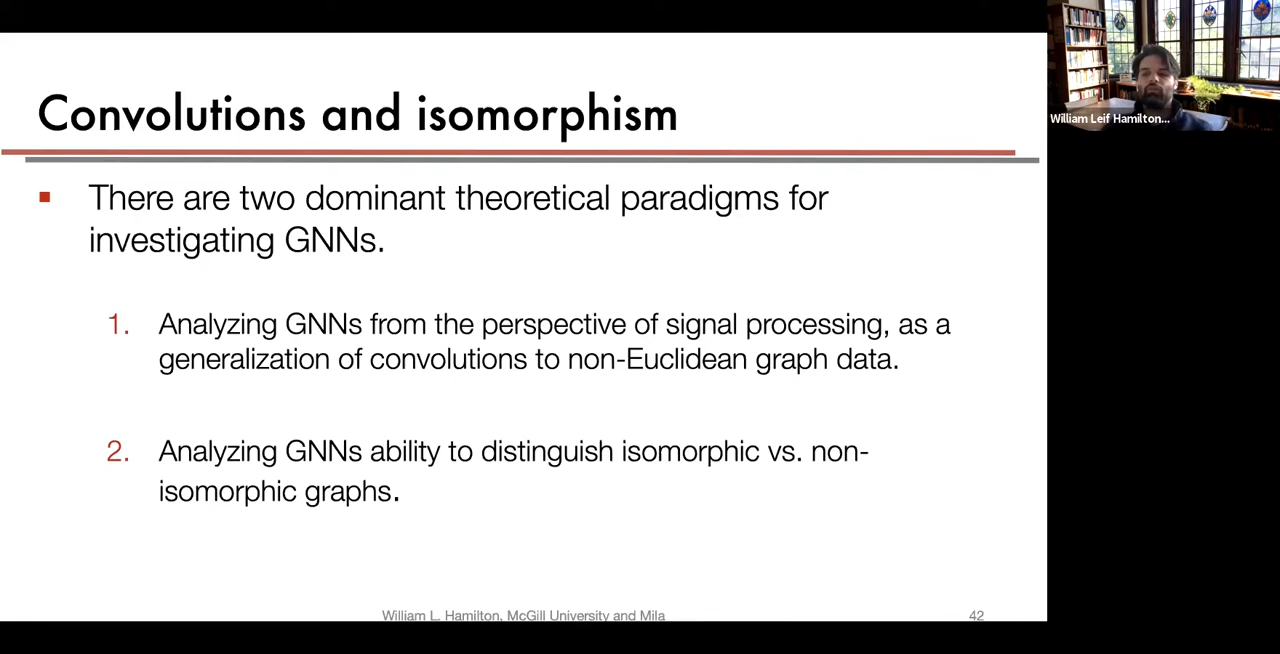 Convolutions and isomorphism
There are two dominant theoretical paradigms for
investigating GNNs.
1. Analyzing GNNs from the perspective of signal processing, as a
generalization of convolutions to non-Euclidean graph data.
2. Analyzing GNNs ability to distinguish isomorphic vs. non-
isomorphic graphs.
William L. Hamilton, McGill University and Mila
42
William Leif Hamilton...